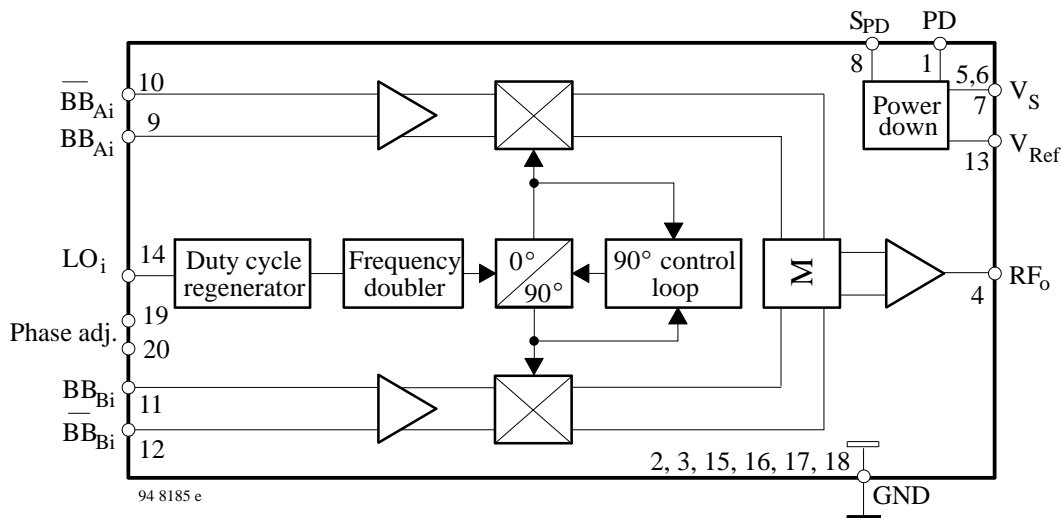 S_PD PD
8 1
10 5,6
B̅B̅_Ai V_S
Power down 7
9
BB_Ai V_Ref
13
14
LO_i
Duty cycle regenerator
Frequency doubler
0°
90°
90° control loop
Σ
RF_o
4
19
Phase adj.
20
BB_Bi
11
B̅B̅_Bi
12
2, 3, 15, 16, 17, 18
GND
94 8185 e